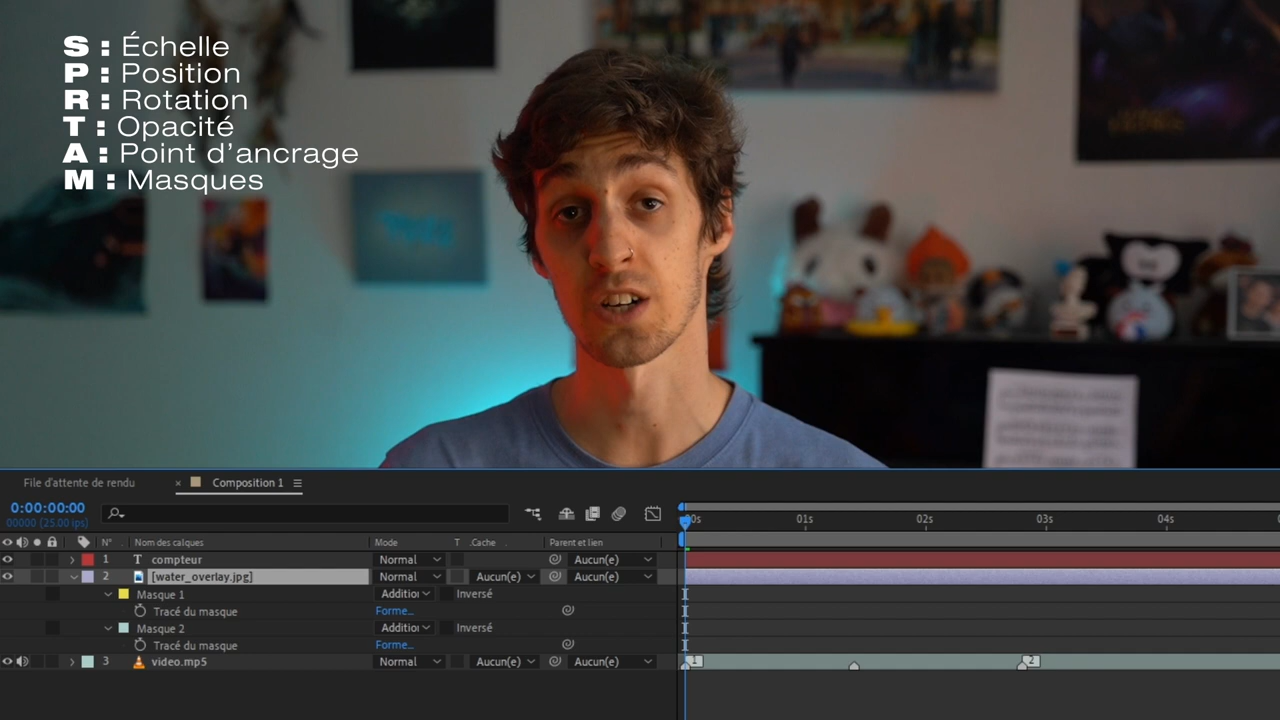 S : Échelle
P : Position
R : Rotation
T : Opacité
A : Point d'ancrage
M : Masques
File d'attente de rendu
× Composition 1
0:00:00:00
00000 (25.00 ips)
00s 01s 02s 03s 04s
N° Nom des calques Mode T .Cache Parent et lien
1 T compteur Normal Aucun(e)
2 [water_overlay.jpg] Normal Aucun(e) Aucun(e)
Masque 1 Additio Inversé
Tracé du masque Forme...
Masque 2 Additio Inversé
Tracé du masque Forme...
3 video.mp5 Normal Aucun(e) Aucun(e) 1 2